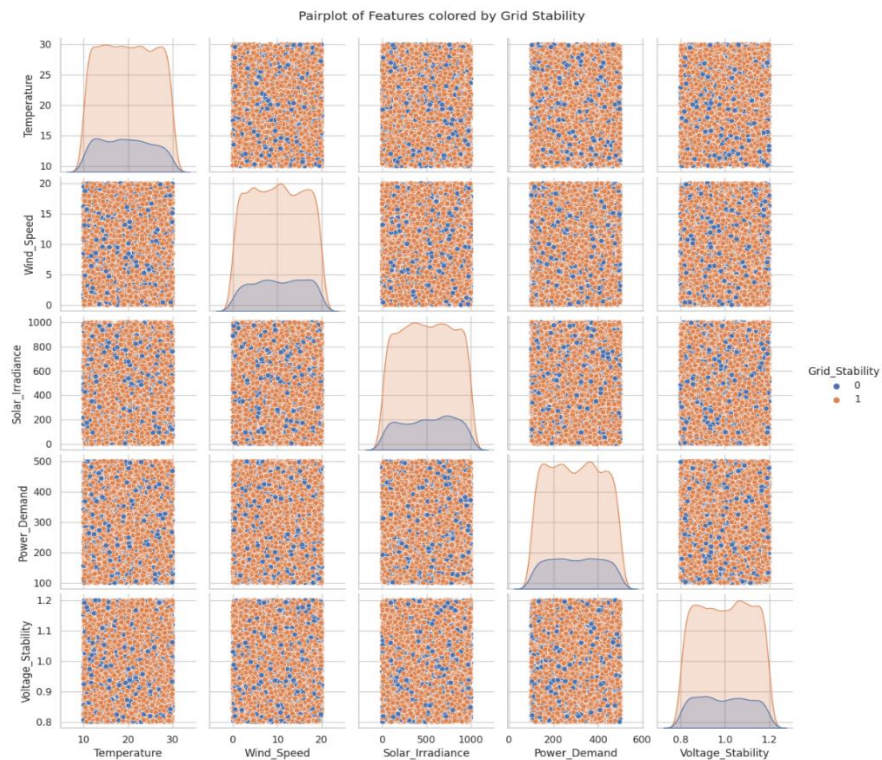 Pairplot of Features colored by Grid Stability
30
25
20
15
10
Temperature
20
15
10
5
0
Wind_Speed
1000
800
600
400
200
0
Solar_Irradiance
500
400
300
200
100
Power_Demand
1.2
1.1
1.0
0.9
0.8
Voltage_Stability
10 20 30
Temperature
0 10 20
Wind_Speed
0 500 1000
Solar_Irradiance
0 200 400 600
Power_Demand
0.8 1.0 1.2
Voltage_Stability
Grid_Stability
0
1